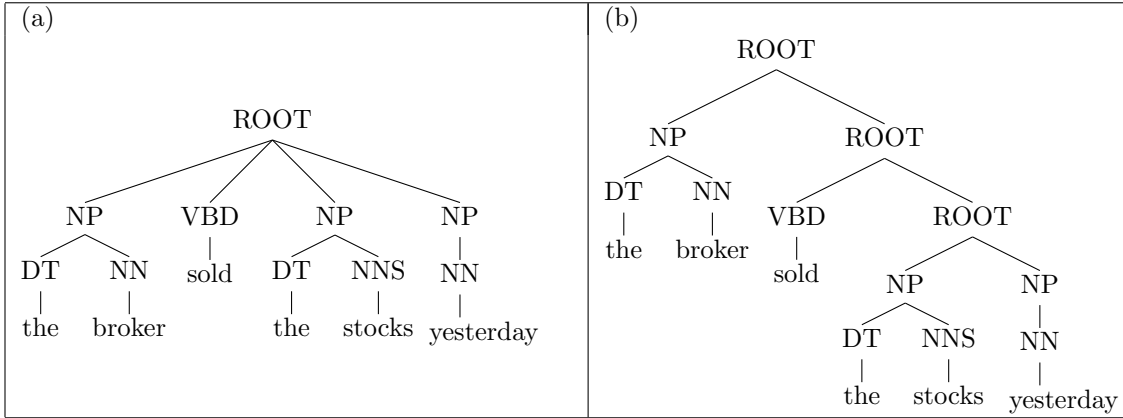 (a)
ROOT
NP VBD NP NP
DT NN sold DT NNS NN
the broker the stocks yesterday
(b)
ROOT
NP ROOT
DT NN VBD ROOT
the broker sold NP NP
DT NNS NN
the stocks yesterday